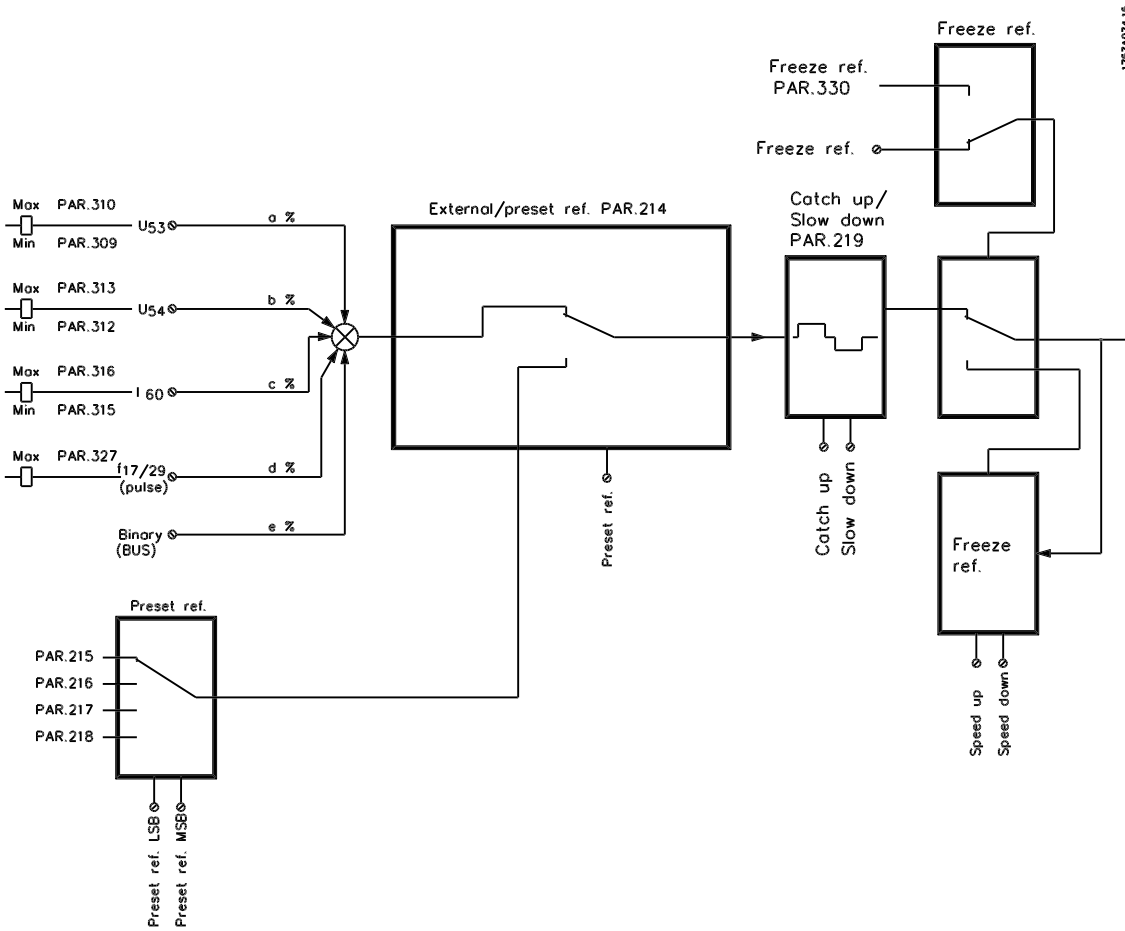 Freeze ref.
Freeze ref.
PAR.330
Freeze ref.
Max PAR.310
U53
a %
Min PAR.309
External/preset ref. PAR.214
Catch up/
Slow down
PAR.219
Max PAR.313
U54
b %
Min PAR.312
Max PAR.316
I 60
c %
Min PAR.315
Max PAR.327
f17/29
(pulse)
d %
Binary
(BUS)
e %
Preset ref.
Catch up
Slow down
Freeze
ref.
Speed up
Speed down
Preset ref.
PAR.215
PAR.216
PAR.217
PAR.218
Preset ref. LSB
Preset ref. MSB